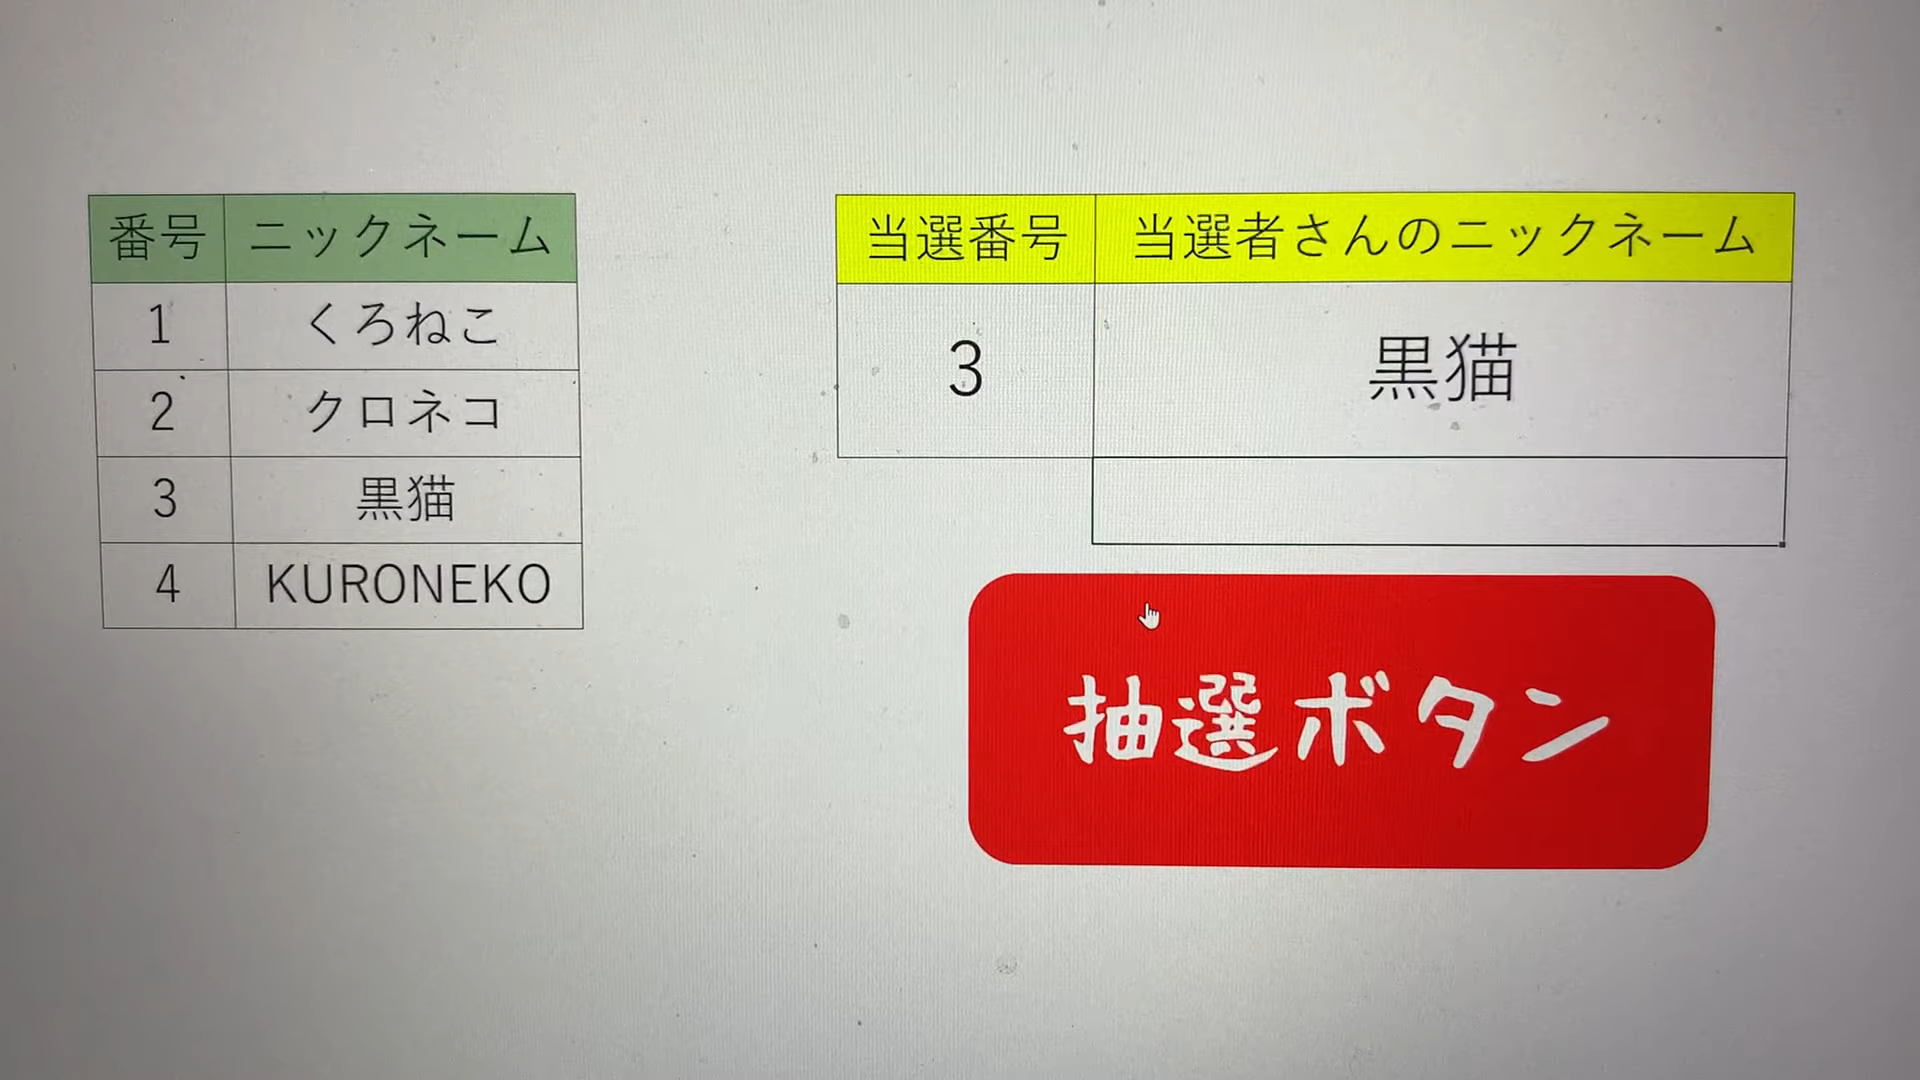 番号 ニックネーム
1 くろねこ
2 クロネコ
3 黒猫
4 KURONEKO
当選番号 当選者さんのニックネーム
3 黒猫
抽選ボタン